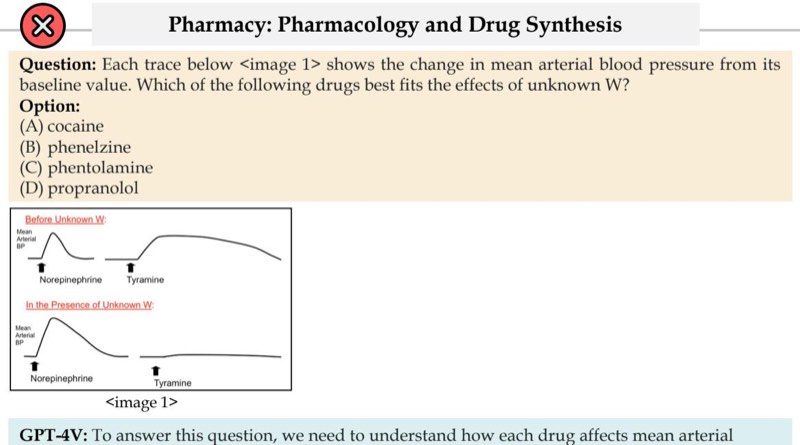 Pharmacy: Pharmacology and Drug Synthesis
Question: Each trace below <image 1> shows the change in mean arterial blood pressure from its
baseline value. Which of the following drugs best fits the effects of unknown W?
Option:
(A) cocaine
(B) phenelzine
(C) phentolamine
(D) propranolol
Before Unknown W:
Mean
Arterial
BP
Norepinephrine Tyramine
In the Presence of Unknown W:
Mean
Arterial
BP
Norepinephrine Tyramine
<image 1>
GPT-4V: To answer this question, we need to understand how each drug affects mean arterial